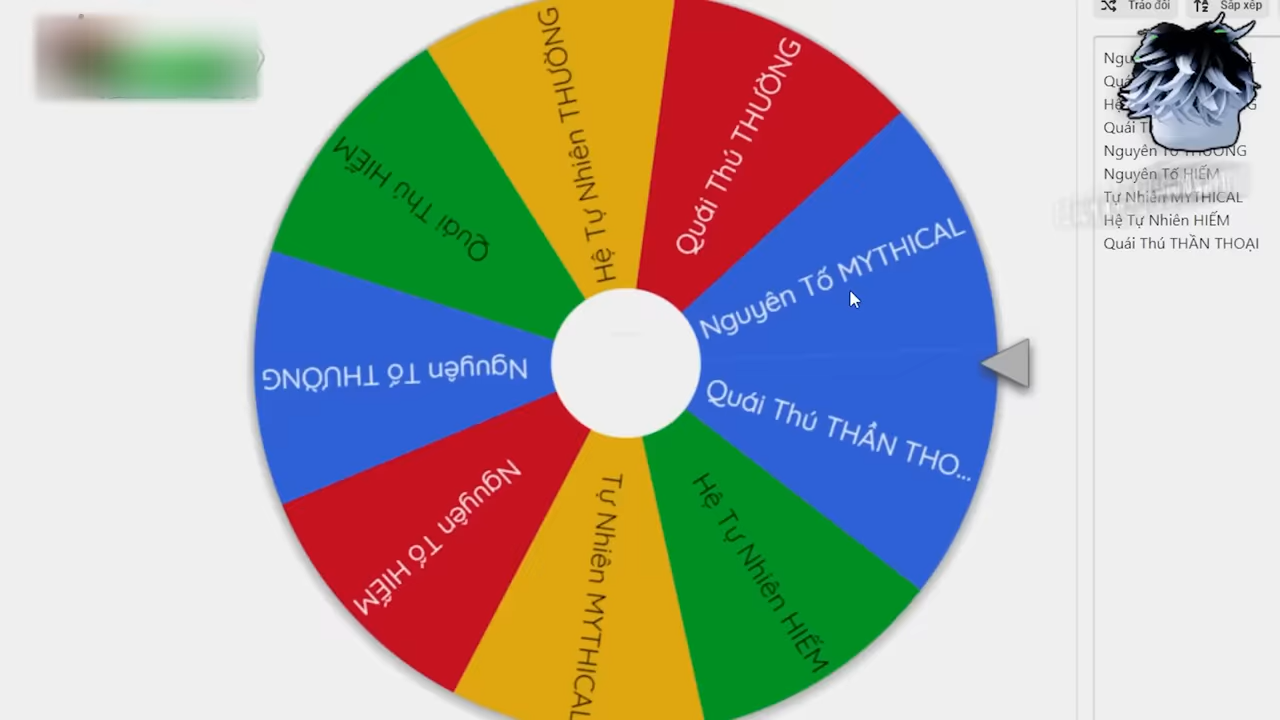 Tráo đổi
Sắp xếp
Hệ Tự Nhiên THƯỜNG
Quái Thú THƯỜNG
Nguyên Tố MYTHICAL
Quái Thú THẦN THO...
Hệ Tự Nhiên HIẾM
Tự Nhiên MYTHICAL
Nguyên Tố HIẾM
Nguyên Tố THƯỜNG
Quái Thú HIẾM
Nguyên Tố THƯỜNG
Nguyên Tố HIẾM
Tự Nhiên MYTHICAL
Hệ Tự Nhiên HIẾM
Quái Thú THẦN THOẠI